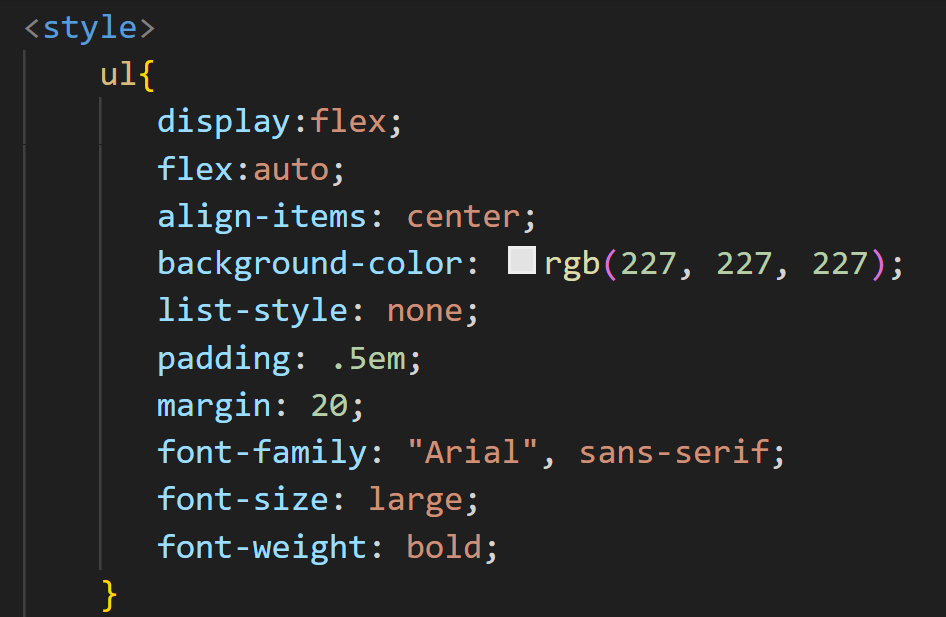 <style>
ul{
display:flex;
flex:auto;
align-items: center;
background-color: rgb(227, 227, 227);
list-style: none;
padding: .5em;
margin: 20;
font-family: "Arial", sans-serif;
font-size: large;
font-weight: bold;
}